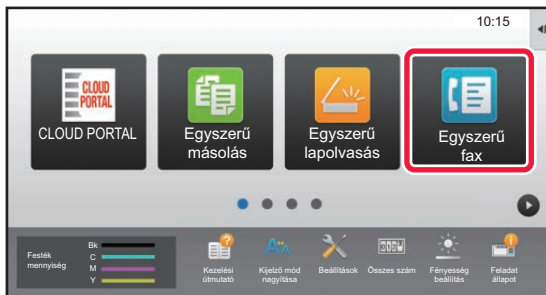 10:15
CLOUD
PORTAL
CLOUD PORTAL
Egyszerű
másolás
Egyszerű
lapolvasás
Egyszerű
fax
Festék
mennyiség
Bk
C
M
Y
Kezelési
útmutató
Kijelző mód
nagyítása
Beállítások
Összes szám
Fényesség
beállítás
Feladat
állapot